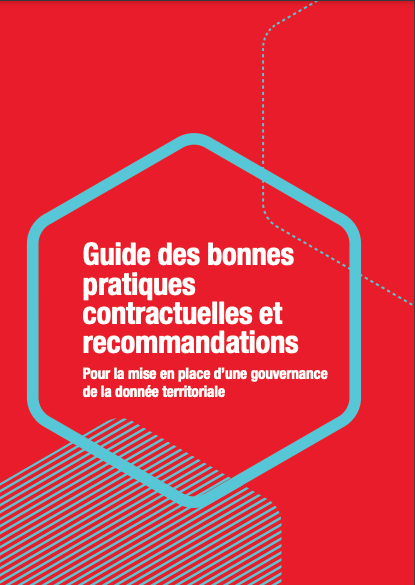 Guide des bonnes
pratiques
contractuelles et
recommandations
Pour la mise en place d’une gouvernance
de la donnée territoriale